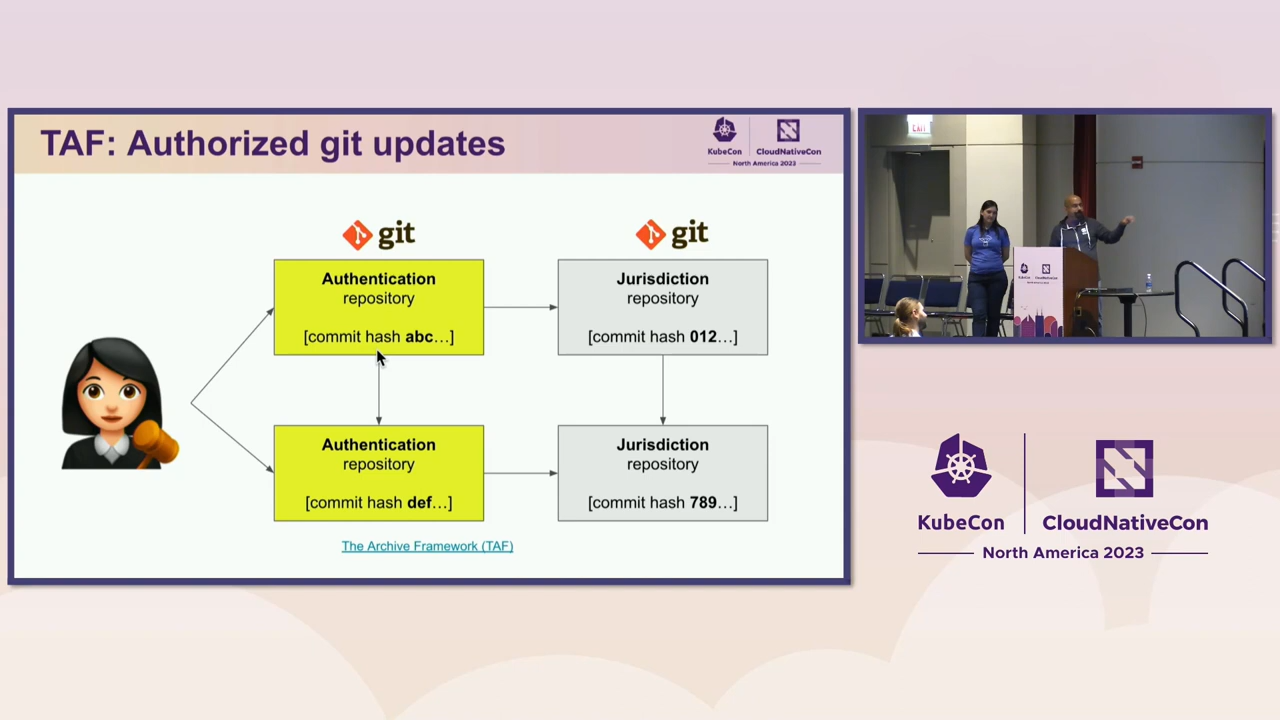 TAF: Authorized git updates
KubeCon
CloudNativeCon
North America 2023
git
git
Authentication
repository
[commit hash abc…]
Jurisdiction
repository
[commit hash 012…]
Authentication
repository
[commit hash def…]
Jurisdiction
repository
[commit hash 789…]
The Archive Framework (TAF)
EXIT
KubeCon
CloudNativeCon
North America 2023